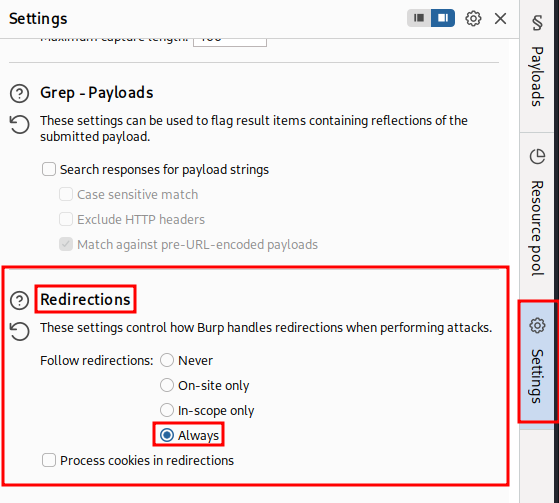 Settings
Maximum capture length: 100
Grep - Payloads
These settings can be used to flag result items containing reflections of the
submitted payload.
Search responses for payload strings
Case sensitive match
Exclude HTTP headers
Match against pre-URL-encoded payloads
Redirections
These settings control how Burp handles redirections when performing attacks.
Follow redirections: Never
On-site only
In-scope only
Always
Process cookies in redirections
Payloads
Resource pool
Settings